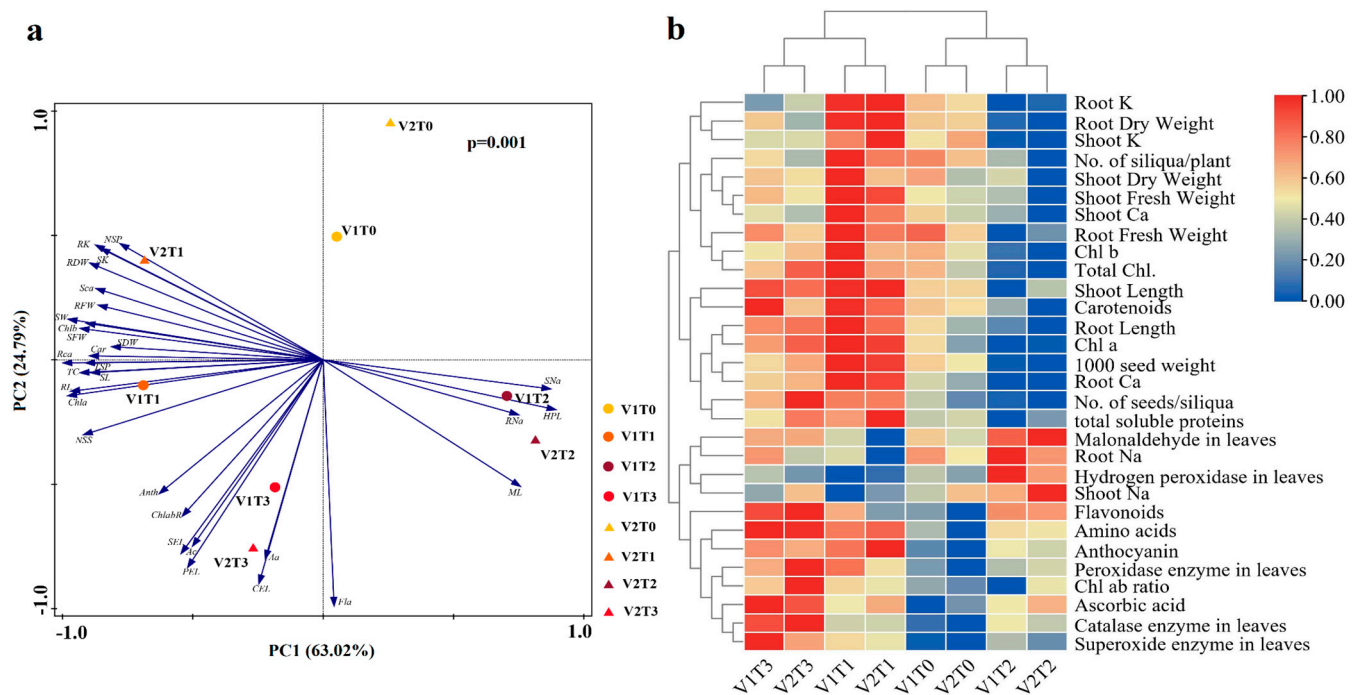 a
1.0
V2T0
p=0.001
V1T0
NSP
RK
SK
V2T1
RDW
Sca
RFW
SW
Chlb
SFW
SDW
Car
Rca
TSP
TC
SL
RL
V1T1
Chla
NSS
SNa
V1T2
HPL
RNa
V2T2
ML
Anth
V1T3
ChlabR
SEL
Ac
V2T3
Aa
PEL
CEL
Fla
PC2 (24.79%)
-1.0
-1.0
1.0
PC1 (63.02%)
V1T0
V1T1
V1T2
V1T3
V2T0
V2T1
V2T2
V2T3
b
Root K
Root Dry Weight
Shoot K
No. of siliqua/plant
Shoot Dry Weight
Shoot Fresh Weight
Shoot Ca
Root Fresh Weight
Chl b
Total Chl.
Shoot Length
Carotenoids
Root Length
Chl a
1000 seed weight
Root Ca
No. of seeds/siliqua
total soluble proteins
Malonaldehyde in leaves
Root Na
Hydrogen peroxidase in leaves
Shoot Na
Flavonoids
Amino acids
Anthocyanin
Peroxidase enzyme in leaves
Chl ab ratio
Ascorbic acid
Catalase enzyme in leaves
Superoxide enzyme in leaves
V1T3
V2T3
V1T1
V2T1
V1T0
V2T0
V1T2
V2T2
1.00
0.80
0.60
0.40
0.20
0.00